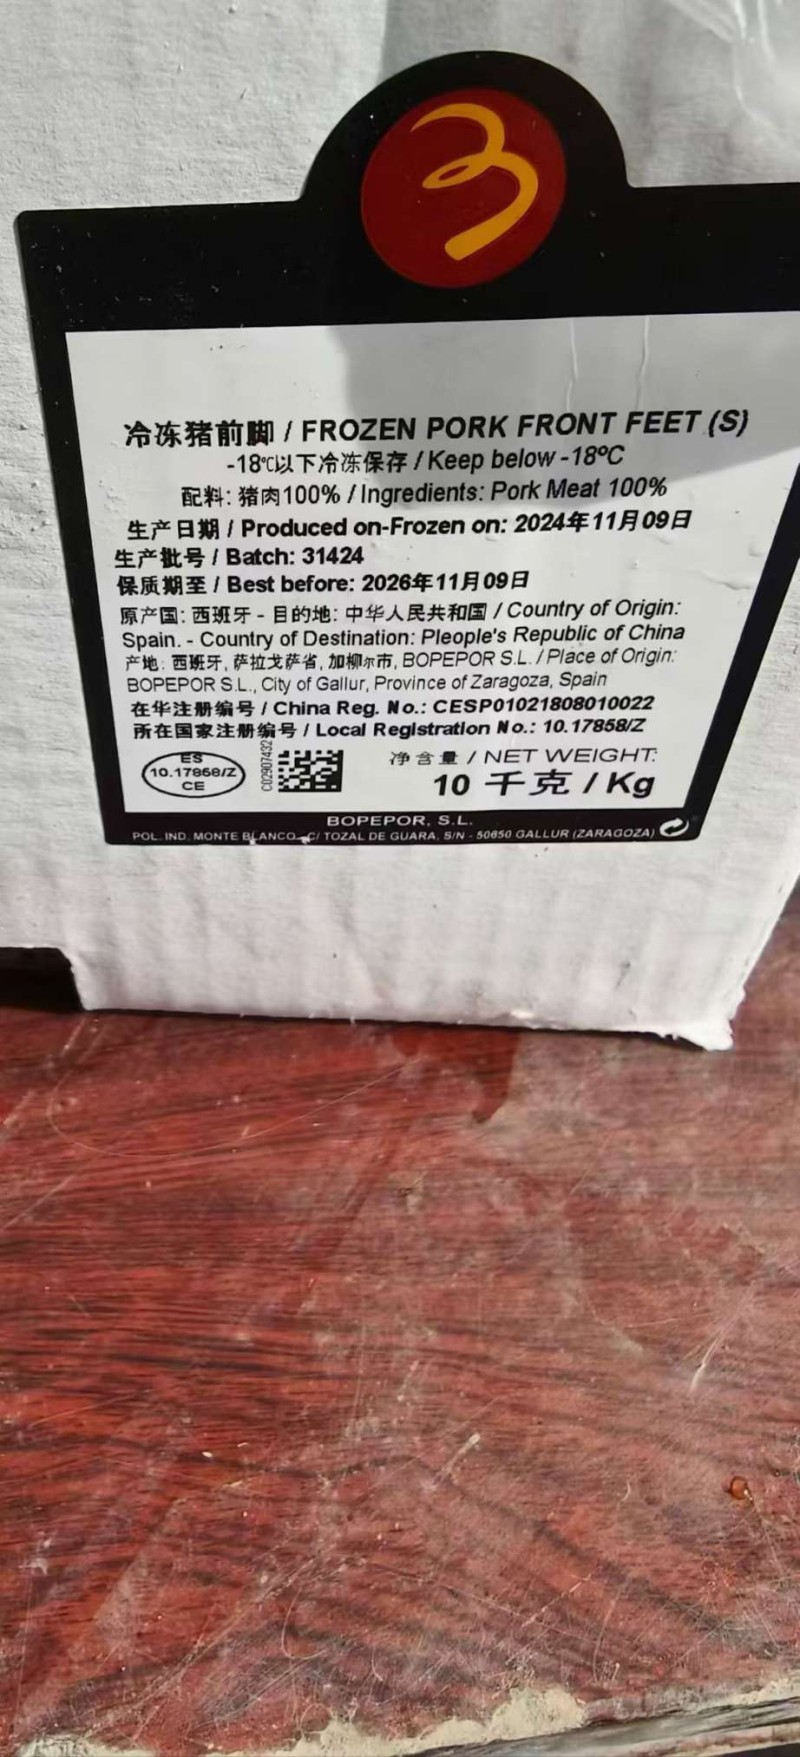 冷冻猪前脚 / FROZEN PORK FRONT FEET (S)
-18℃以下冷冻保存 / Keep below -18ºC
配料: 猪肉100% / Ingredients: Pork Meat 100%
生产日期 / Produced on-Frozen on: 2024年11月09日
生产批号 / Batch: 31424
保质期至 / Best before: 2026年11月09日
原产国: 西班牙 - 目的地: 中华人民共和国 / Country of Origin:
Spain. - Country of Destination: Pleople's Republic of China
产地: 西班牙, 萨拉戈萨省, 加柳尔市, BOPEPOR S.L. / Place of Origin:
BOPEPOR S.L., City of Gallur, Province of Zaragoza, Spain
在华注册编号 / China Reg. No.: CESP01021808010022
所在国家注册编号 / Local Registration No.: 10.17858/Z
ES
10.17858/Z
CE
C02907432
净含量 / NET WEIGHT:
10 千克 / Kg
BOPEPOR, S.L.
POL. IND. MONTE BLANCO - C/ TOZAL DE GUARA, S/N - 50650 GALLUR (ZARAGOZA)